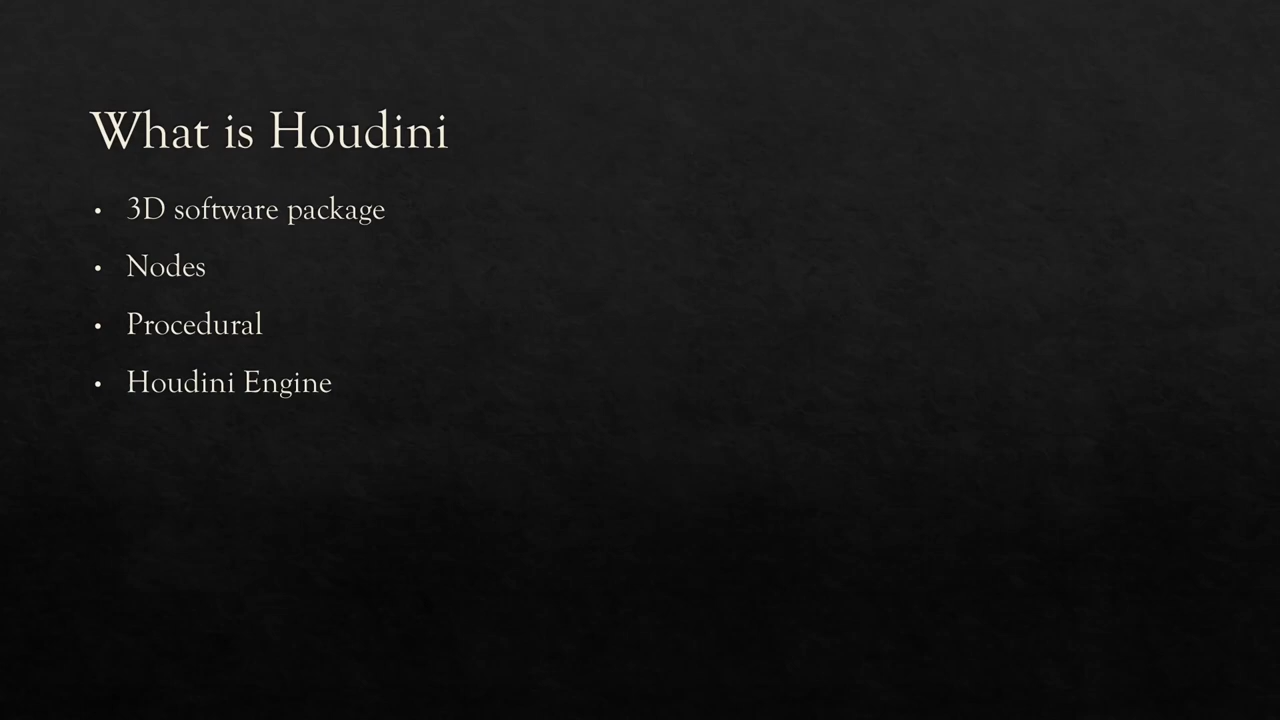 What is Houdini
• 3D software package
• Nodes
• Procedural
• Houdini Engine